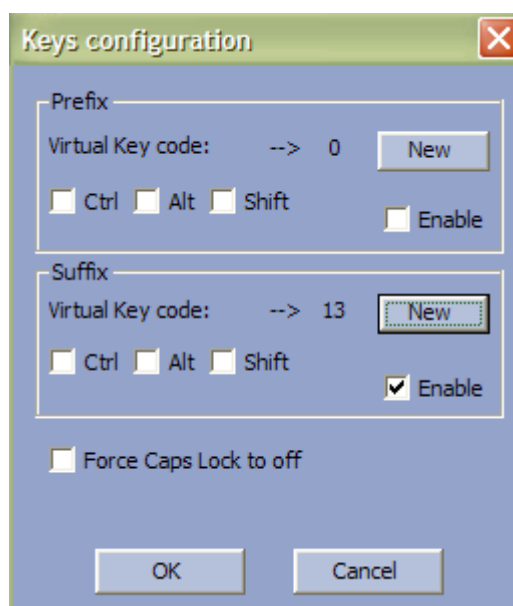 Keys configuration
Prefix
Virtual Key code: --> 0 New
Ctrl Alt Shift
Enable
Suffix
Virtual Key code: --> 13 New
Ctrl Alt Shift
Enable
Force Caps Lock to off
OK Cancel